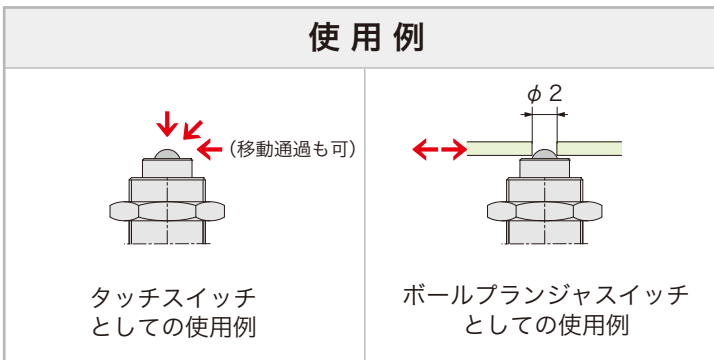 使用例
(移動通過も可)
φ2
タッチスイッチ
としての使用例
ボールプランジャスイッチ
としての使用例